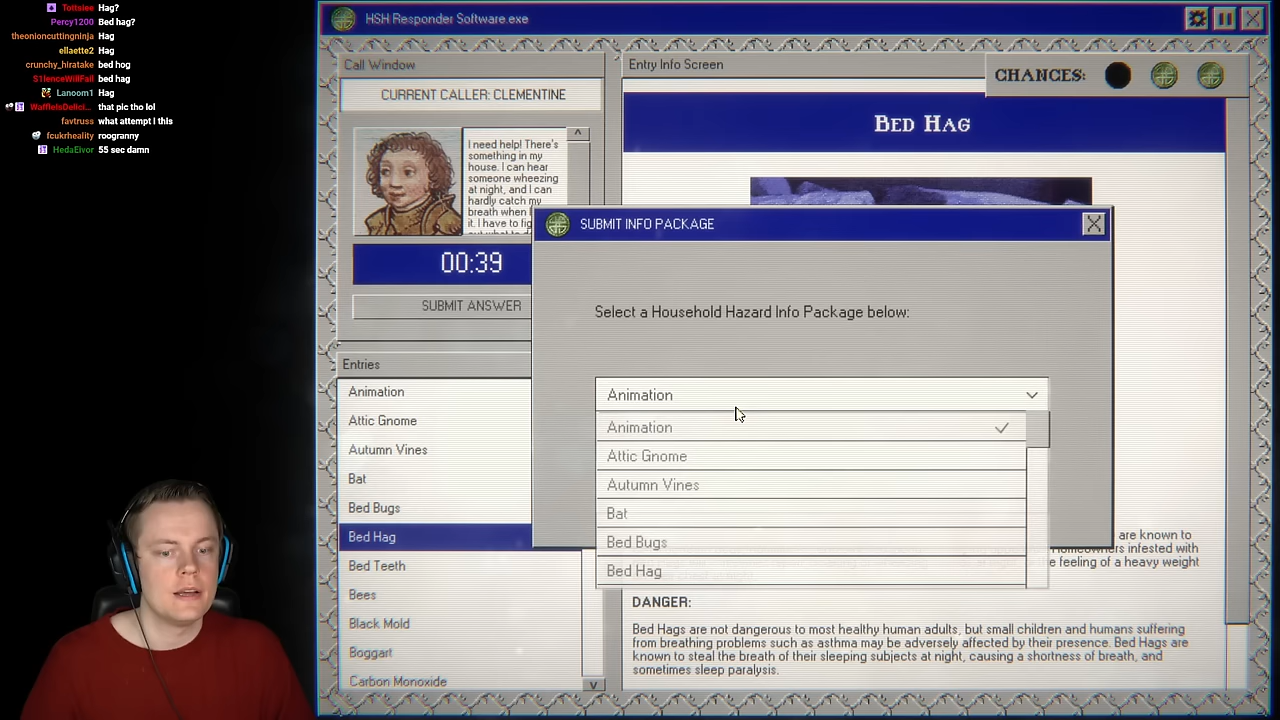 Tottsiee Hag?
Percy1200 Bed hag?
theonioncuttingninja Hag
ellaette2 Hag
crunchy_hiratake bed hog
S1lenceWillFall bed hag
Lanoom1 Hag
WaffleIsDelici... that pic tho lol
favtruss what attempt I this
fcukrheality roogranny
HedaEivor 55 sec damn
HSH Responder Software.exe
Call Window
CURRENT CALLER: CLEMENTINE
I need help! There's
something in my
house. I can hear
someone wheezing
at night, and I can
hardly catch my
breath when I
it. I have to
00:39
SUBMIT ANSWER
Entries
Animation
Attic Gnome
Autumn Vines
Bat
Bed Bugs
Bed Hag
Bed Teeth
Bees
Black Mold
Boggart
Carbon Monoxide
Entry Info Screen
CHANCES:
BED HAG
SUBMIT INFO PACKAGE
Select a Household Hazard Info Package below:
Animation
Animation
Attic Gnome
Autumn Vines
Bat
Bed Bugs
Bed Hag
are known to
Homeowners infested with
feeling of a heavy weight
DANGER:
Bed Hags are not dangerous to most healthy human adults, but small children and humans suffering
from breathing problems such as asthma may be adversely affected by their presence. Bed Hags are
known to steal the breath of their sleeping subjects at night, causing a shortness of breath, and
sometimes sleep paralysis.